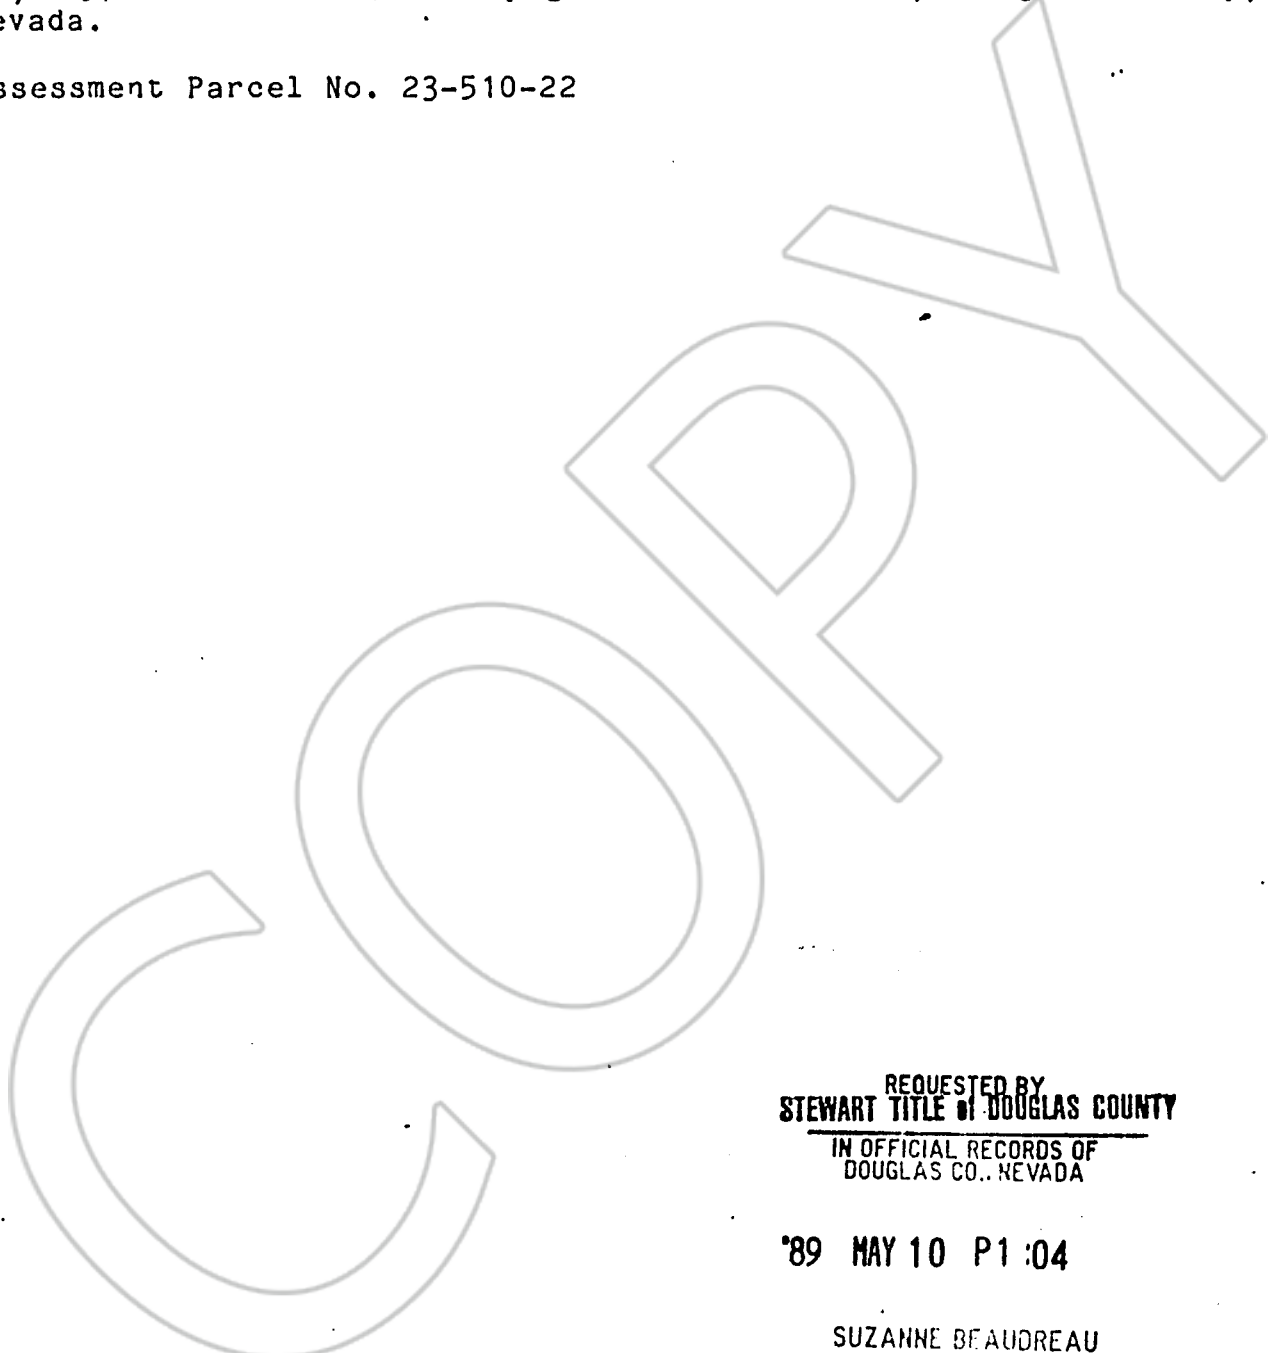 evada.
ssessment Parcel No. 23-510-22
COPY
REQUESTED BY
STEWART TITLE of DOUGLAS COUNTY
IN OFFICIAL RECORDS OF
DOUGLAS CO., NEVADA
'89 MAY 10 P1:04
SUZANNE BEAUDREAU